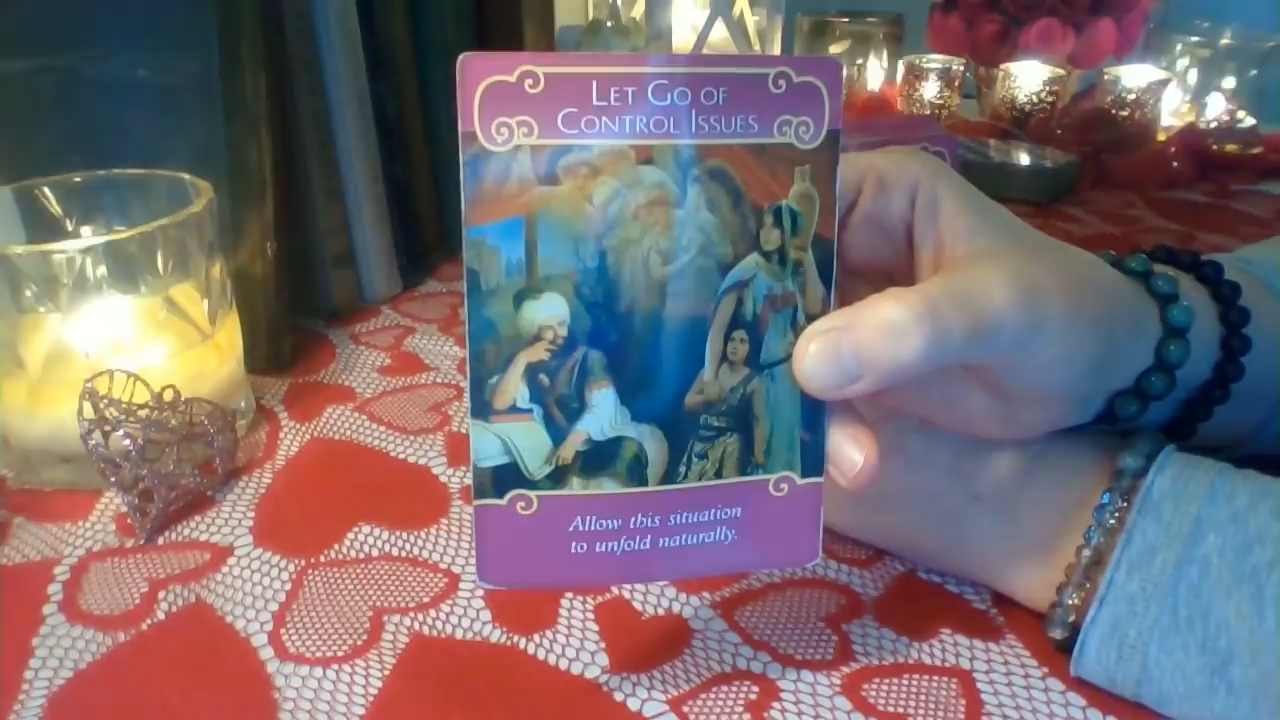 LET GO OF
CONTROL ISSUES
Allow this situation
to unfold naturally.